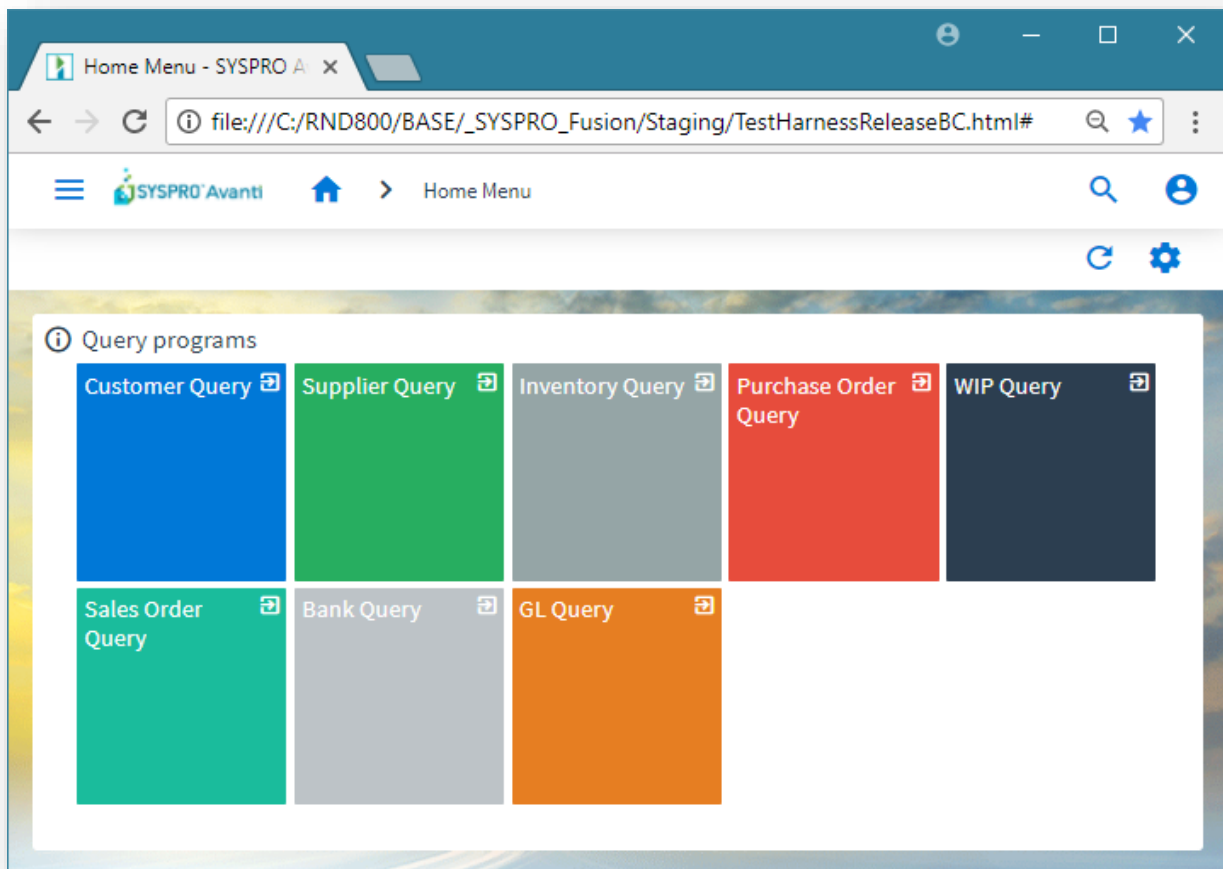 Home Menu - SYSPRO A
file:///C:/RND800/BASE/_SYSPRO_Fusion/Staging/TestHarnessReleaseBC.html#
SYSPRO Avanti
Home Menu
Query programs
Customer Query
Supplier Query
Inventory Query
Purchase Order
Query
WIP Query
Sales Order
Query
Bank Query
GL Query